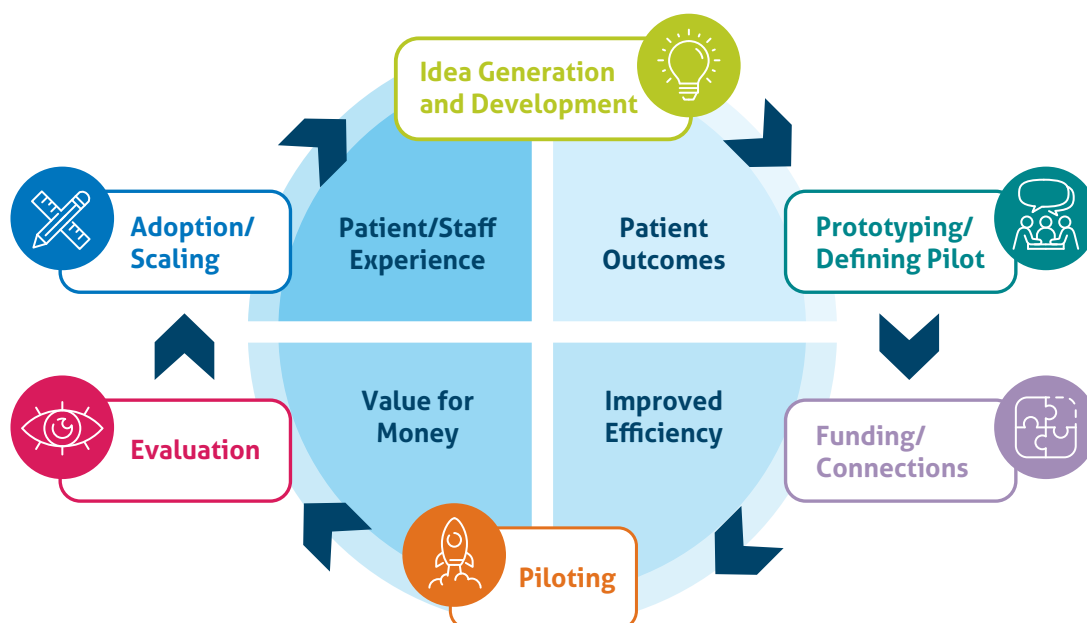 Idea Generation
and Development
Prototyping/
Defining Pilot
Funding/
Connections
Piloting
Evaluation
Adoption/
Scaling
Patient/Staff
Experience
Patient
Outcomes
Value for
Money
Improved
Efficiency